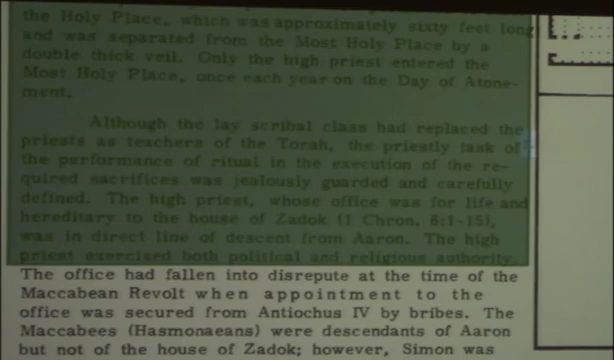 the Holy Place, which was approximately sixty feet long
and was separated from the Most Holy Place by a
double thick veil. Only the high priest entered the
Most Holy Place, once each year on the Day of Atone-
ment.
Although the lay scribal class had replaced the
priests as teachers of the Torah, the priestly task of
the performance of ritual in the execution of the re-
quired sacrifices was jealously guarded and carefully
defined. The high priest, whose office was for life and
hereditary to the house of Zadok (1 Chron. 6:1-15),
was in direct line of descent from Aaron. The high
priest exercised both political and religious authority.
The office had fallen into disrepute at the time of the
Maccabean Revolt when appointment to the
office was secured from Antiochus IV by bribes. The
Maccabees (Hasmonaeans) were descendants of Aaron
but not of the house of Zadok; however, Simon was